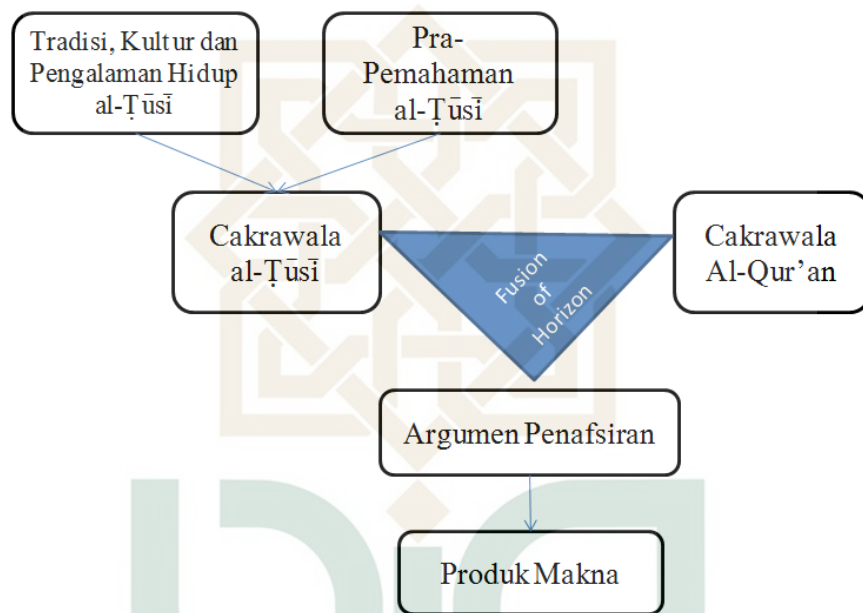 Tradisi, Kultur dan
Pengalaman Hidup
al-Ṭūsī
Pra-
Pemahaman
al-Ṭūsī
Cakrawala
al-Ṭūsī
Fusion
of
Horizon
Cakrawala
Al-Qur’an
Argumen Penafsiran
Produk Makna